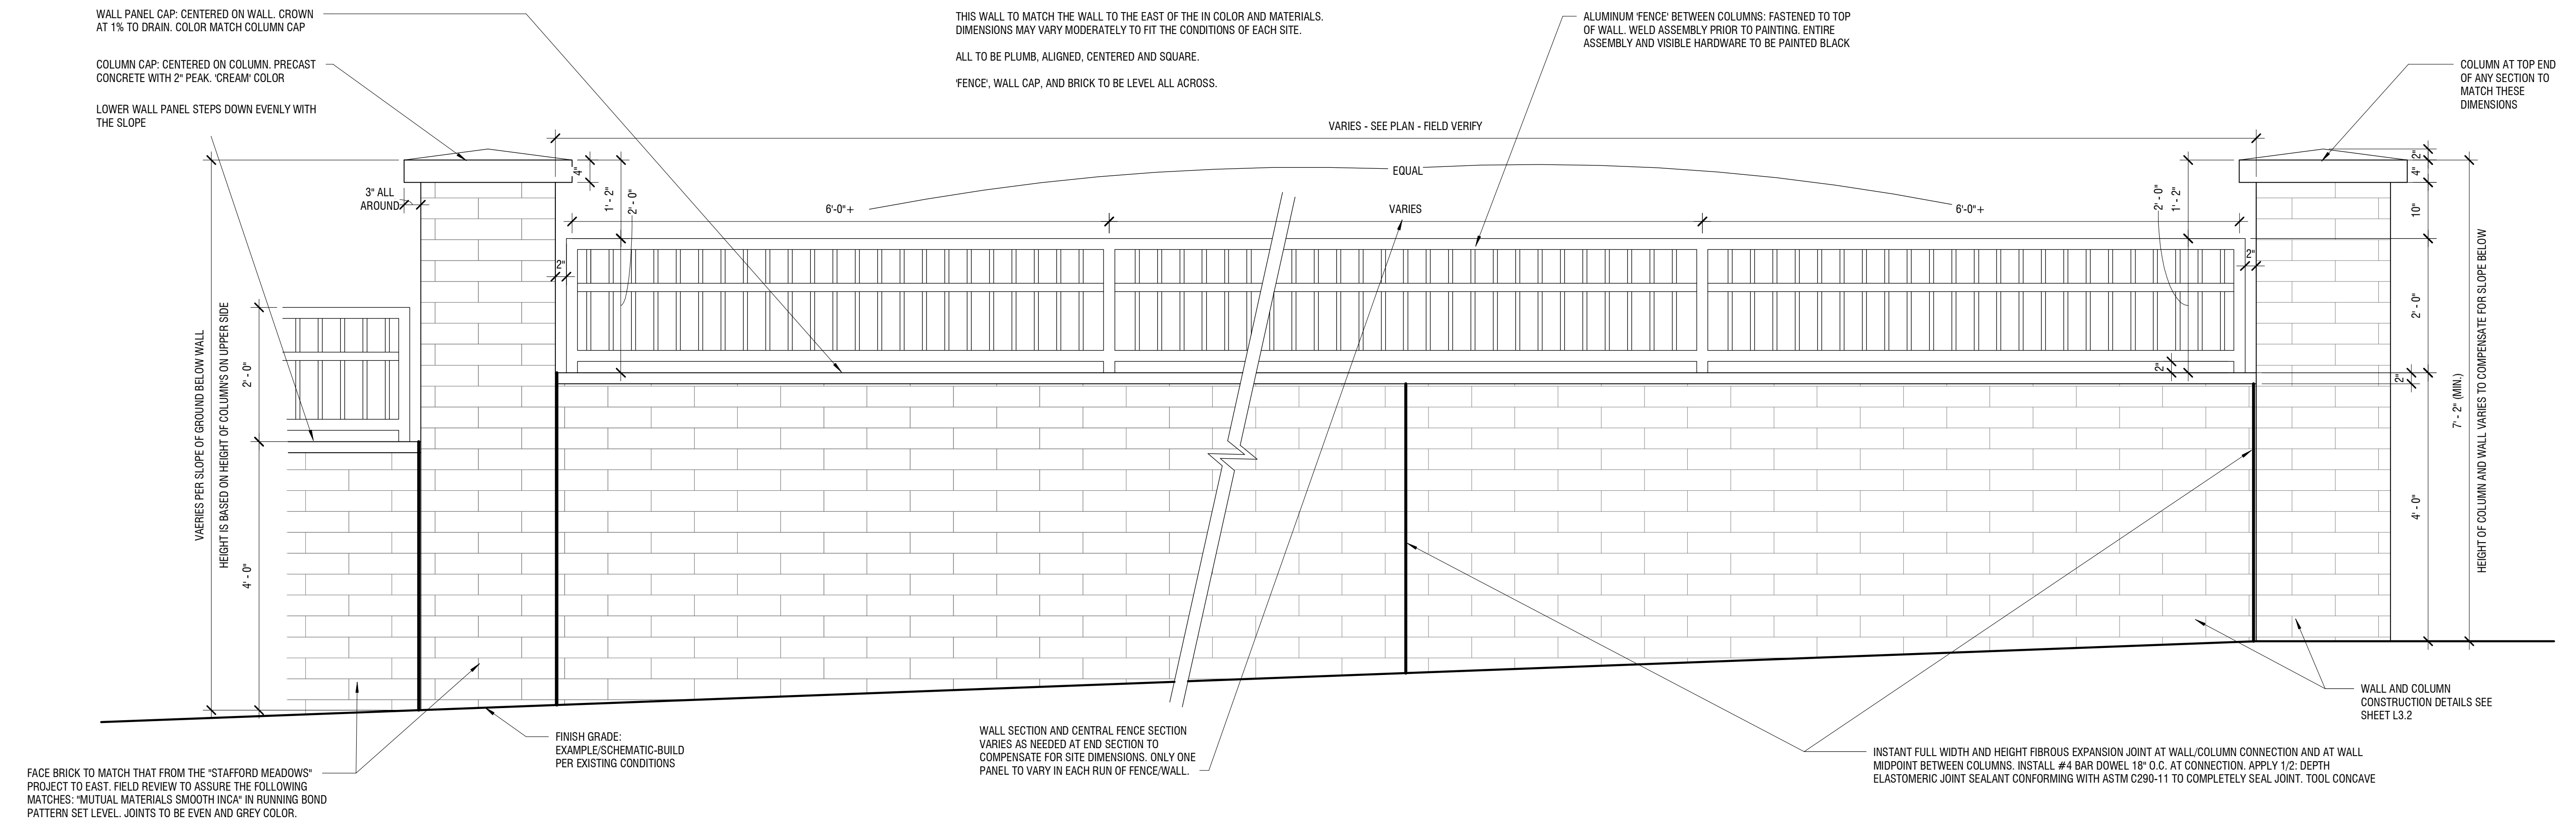 WALL PANEL CAP: CENTERED ON WALL. CROWN
AT 1% TO DRAIN. COLOR MATCH COLUMN CAP
COLUMN CAP: CENTERED ON COLUMN. PRECAST
CONCRETE WITH 2" PEAK. 'CREAM' COLOR
LOWER WALL PANEL STEPS DOWN EVENLY WITH
THE SLOPE
THIS WALL TO MATCH THE WALL TO THE EAST OF THE IN COLOR AND MATERIALS.
DIMENSIONS MAY VARY MODERATELY TO FIT THE CONDITIONS OF EACH SITE.
ALL TO BE PLUMB, ALIGNED, CENTERED AND SQUARE.
'FENCE', WALL CAP, AND BRICK TO BE LEVEL ALL ACROSS.
ALUMINUM 'FENCE' BETWEEN COLUMNS: FASTENED TO TOP
OF WALL. WELD ASSEMBLY PRIOR TO PAINTING. ENTIRE
ASSEMBLY AND VISIBLE HARDWARE TO BE PAINTED BLACK
COLUMN AT TOP END
OF ANY SECTION TO
MATCH THESE
DIMENSIONS
VARIES - SEE PLAN - FIELD VERIFY
EQUAL
3" ALL
AROUND
4"
1' - 2"
2' - 0"
6'-0"+
VARIES
6'-0"+
2' - 0"
1' - 2"
2"
4"
10"
2"
2"
2"
2"
2' - 0"
4' - 0"
7' - 2" (MIN.)
HEIGHT OF COLUMN AND WALL VARIES TO COMPENSATE FOR SLOPE BELOW
VAERIES PER SLOPE OF GROUND BELOW WALL
HEIGHT IS BASED ON HEIGHT OF COLUMN'S ON UPPER SIDE
2' - 0"
4' - 0"
WALL AND COLUMN
CONSTRUCTION DETAILS SEE
SHEET L3.2
FINISH GRADE:
EXAMPLE/SCHEMATIC-BUILD
PER EXISTING CONDITIONS
WALL SECTION AND CENTRAL FENCE SECTION
VARIES AS NEEDED AT END SECTION TO
COMPENSATE FOR SITE DIMENSIONS. ONLY ONE
PANEL TO VARY IN EACH RUN OF FENCE/WALL.
INSTANT FULL WIDTH AND HEIGHT FIBROUS EXPANSION JOINT AT WALL/COLUMN CONNECTION AND AT WALL
MIDPOINT BETWEEN COLUMNS. INSTALL #4 BAR DOWEL 18" O.C. AT CONNECTION. APPLY 1/2: DEPTH
ELASTOMERIC JOINT SEALANT CONFORMING WITH ASTM C290-11 TO COMPLETELY SEAL JOINT. TOOL CONCAVE
FACE BRICK TO MATCH THAT FROM THE "STAFFORD MEADOWS"
PROJECT TO EAST. FIELD REVIEW TO ASSURE THE FOLLOWING
MATCHES: "MUTUAL MATERIALS SMOOTH INCA" IN RUNNING BOND
PATTERN SET LEVEL. JOINTS TO BE EVEN AND GREY COLOR.